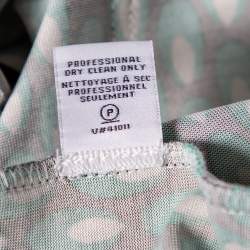 PROFESSIONAL
DRY CLEAN ONLY
NETTOYAGE À SEC
PROFESSIONNEL
SEULEMENT
P
V#41011